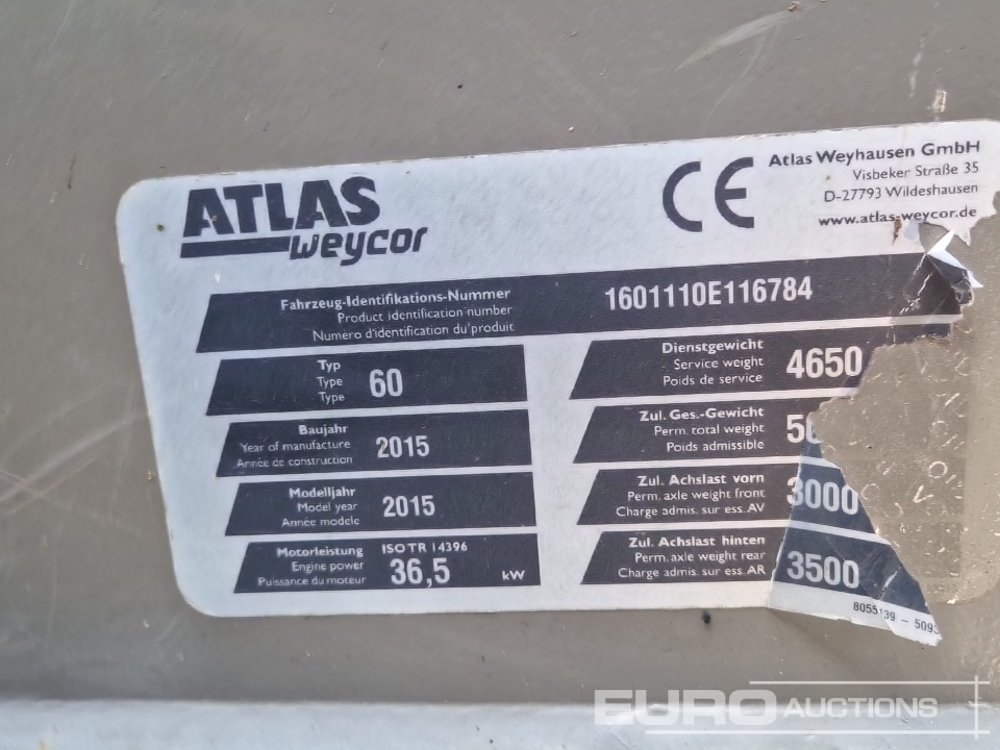 ATLAS
weycor
CE
Atlas Weyhausen GmbH
Visbeker Straße 35
D-27793 Wildeshausen
www.atlas-weycor.de
Fahrzeug-Identifikations-Nummer
Product identification number
Numéro d'identification du produit
1601110E116784
Typ
Type
Type
60
Baujahr
Year of manufacture
Année de construction
2015
Modelljahr
Model year
Année modele
2015
Motorleistung
Engine power
Puissance du moteur
ISO TR 14396
36,5 kW
Dienstgewicht
Service weight
Poids de service
4650
Zul. Ges.-Gewicht
Perm. total weight
Poids admissible
Zul. Achslast vorn
Perm. axle weight front
Charge admis. sur ess. AV
3000
Zul. Achslast hinten
Perm. axle weight rear
Charge admis. sur ess. AR
3500
EURO AUCTIONS